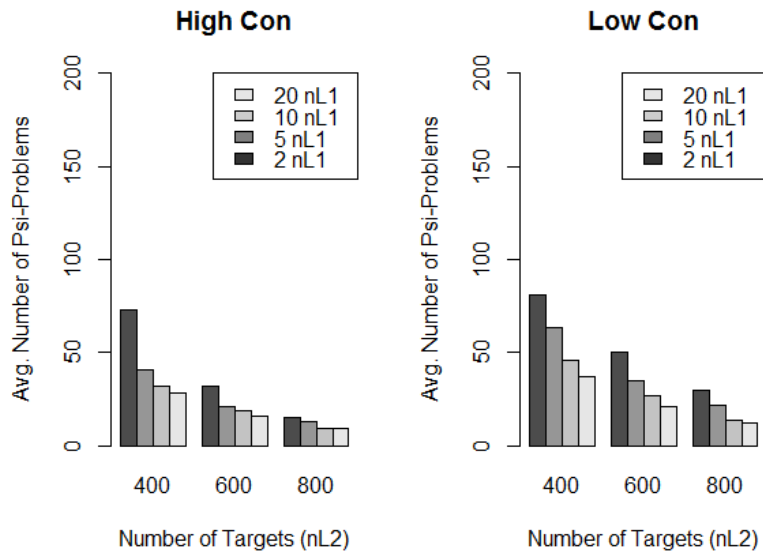 High Con
Avg. Number of Psi-Problems
200
150
100
50
0
20 nL1
10 nL1
5 nL1
2 nL1
400 600 800
Number of Targets (nL2)
Low Con
Avg. Number of Psi-Problems
200
150
100
50
0
20 nL1
10 nL1
5 nL1
2 nL1
400 600 800
Number of Targets (nL2)